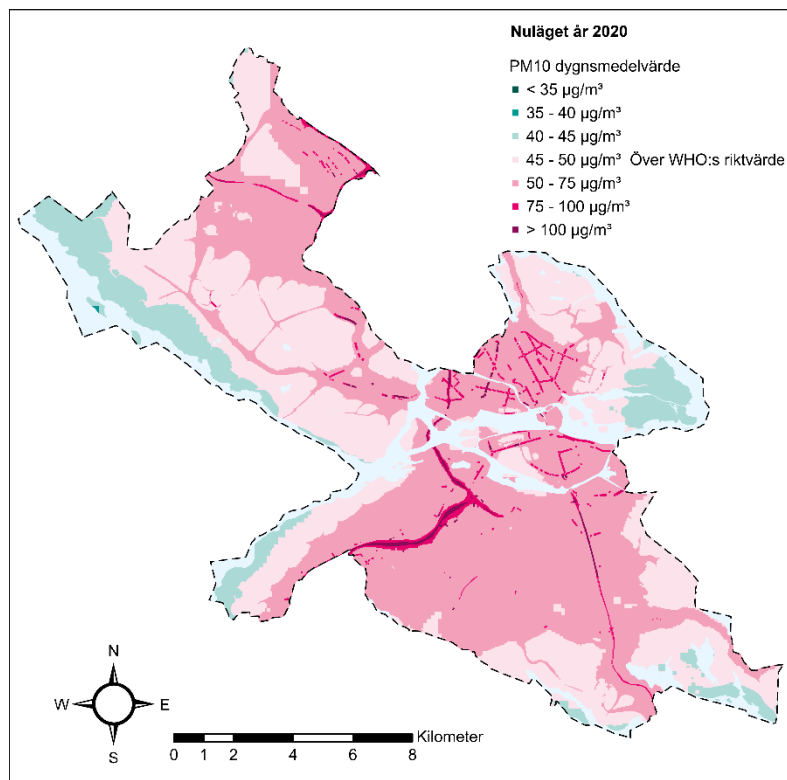 Nuläget år 2020
PM10 dygnsmedelvärde
< 35 µg/m³
35 - 40 µg/m³
40 - 45 µg/m³
45 - 50 µg/m³ Över WHO:s riktvärde
50 - 75 µg/m³
75 - 100 µg/m³
> 100 µg/m³
N
W E
S
Kilometer
0 1 2 4 6 8